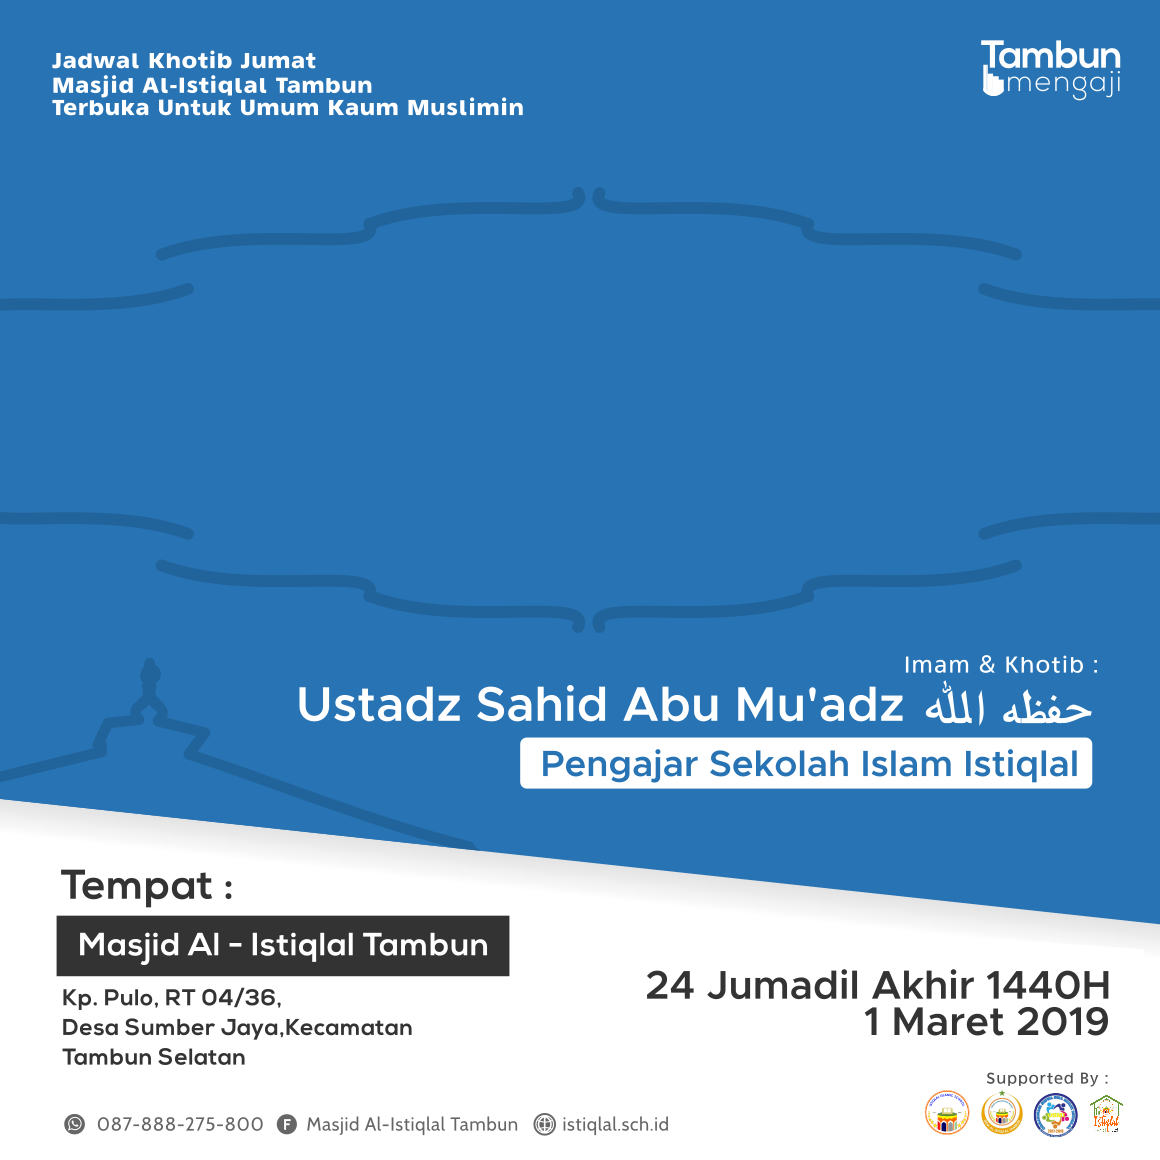 Jadwal Khotib Jumat
Masjid Al-Istiqlal Tambun
Terbuka Untuk Umum Kaum Muslimin
Tambun
mengaji
Imam & Khotib :
Ustadz Sahid Abu Mu'adz حفظه الله
Pengajar Sekolah Islam Istiqlal
Tempat :
Masjid Al - Istiqlal Tambun
Kp. Pulo, RT 04/36,
Desa Sumber Jaya,Kecamatan
Tambun Selatan
24 Jumadil Akhir 1440H
1 Maret 2019
Supported By :
087-888-275-800 F Masjid Al-Istiqlal Tambun istiqlal.sch.id